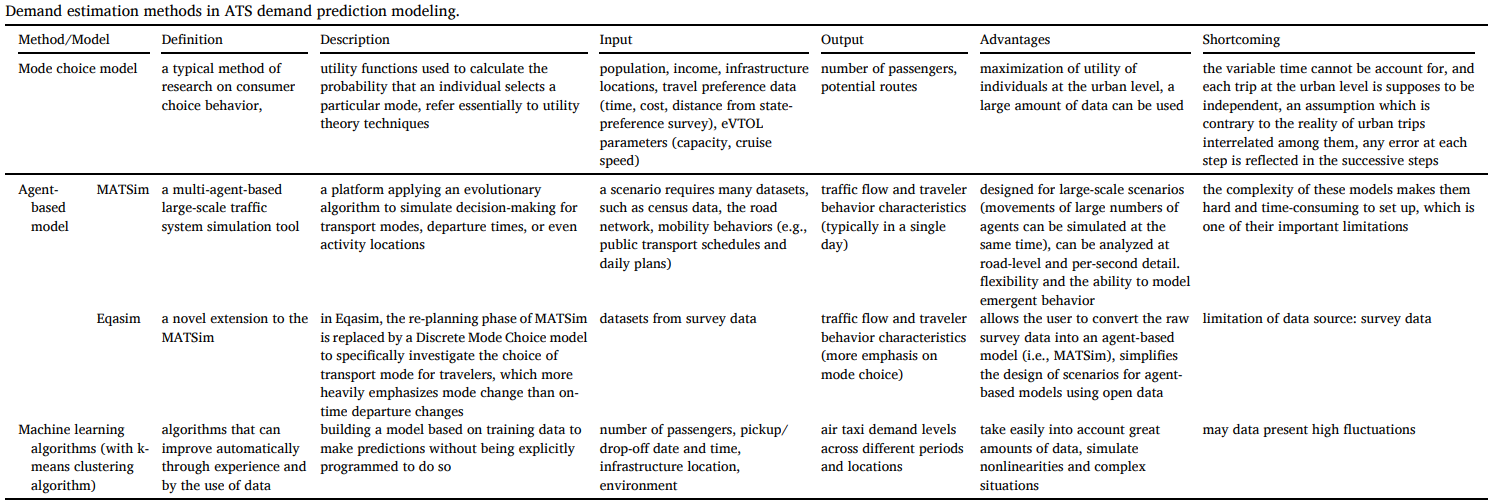 Demand estimation methods in ATS demand prediction modeling.
Method/Model Definition Description Input Output Advantages Shortcoming
Mode choice model
a typical method of
research on consumer
choice behavior,
utility functions used to calculate the
probability that an individual selects a
particular mode, refer essentially to utility
theory techniques
population, income, infrastructure
locations, travel preference data
(time, cost, distance from state-
preference survey), eVTOL
parameters (capacity, cruise
speed)
number of passengers,
potential routes
maximization of utility of
individuals at the urban level, a
large amount of data can be used
the variable time cannot be account for, and
each trip at the urban level is supposes to be
independent, an assumption which is
contrary to the reality of urban trips
interrelated among them, any error at each
step is reflected in the successive steps
Agent-
based
model
MATSim
a multi-agent-based
large-scale traffic
system simulation tool
a platform applying an evolutionary
algorithm to simulate decision-making for
transport modes, departure times, or even
activity locations
a scenario requires many datasets,
such as census data, the road
network, mobility behaviors (e.g.,
public transport schedules and
daily plans)
traffic flow and traveler
behavior characteristics
(typically in a single
day)
designed for large-scale scenarios
(movements of large numbers of
agents can be simulated at the
same time), can be analyzed at
road-level and per-second detail.
flexibility and the ability to model
emergent behavior
the complexity of these models makes them
hard and time-consuming to set up, which is
one of their important limitations
Eqasim
a novel extension to the
MATSim
in Eqasim, the re-planning phase of MATSim
is replaced by a Discrete Mode Choice model
to specifically investigate the choice of
transport mode for travelers, which more
heavily emphasizes mode change than on-
time departure changes
datasets from survey data
traffic flow and traveler
behavior characteristics
(more emphasis on
mode choice)
allows the user to convert the raw
survey data into an agent-based
model (i.e., MATSim), simplifies
the design of scenarios for agent-
based models using open data
limitation of data source: survey data
Machine learning
algorithms (with k-
means clustering
algorithm)
algorithms that can
improve automatically
through experience and
by the use of data
building a model based on training data to
make predictions without being explicitly
programmed to do so
number of passengers, pickup/
drop-off date and time,
infrastructure location,
environment
air taxi demand levels
across different periods
and locations
take easily into account great
amounts of data, simulate
nonlinearities and complex
situations
may data present high fluctuations